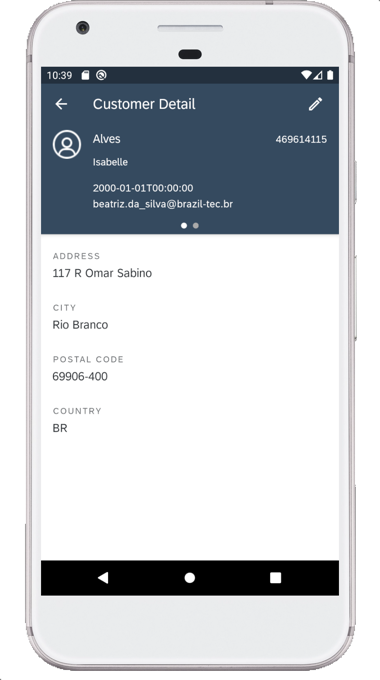 10:39
Customer Detail
Alves 469614115
Isabelle
2000-01-01T00:00:00
beatriz.da_silva@brazil-tec.br
ADDRESS
117 R Omar Sabino
CITY
Rio Branco
POSTAL CODE
69906-400
COUNTRY
BR